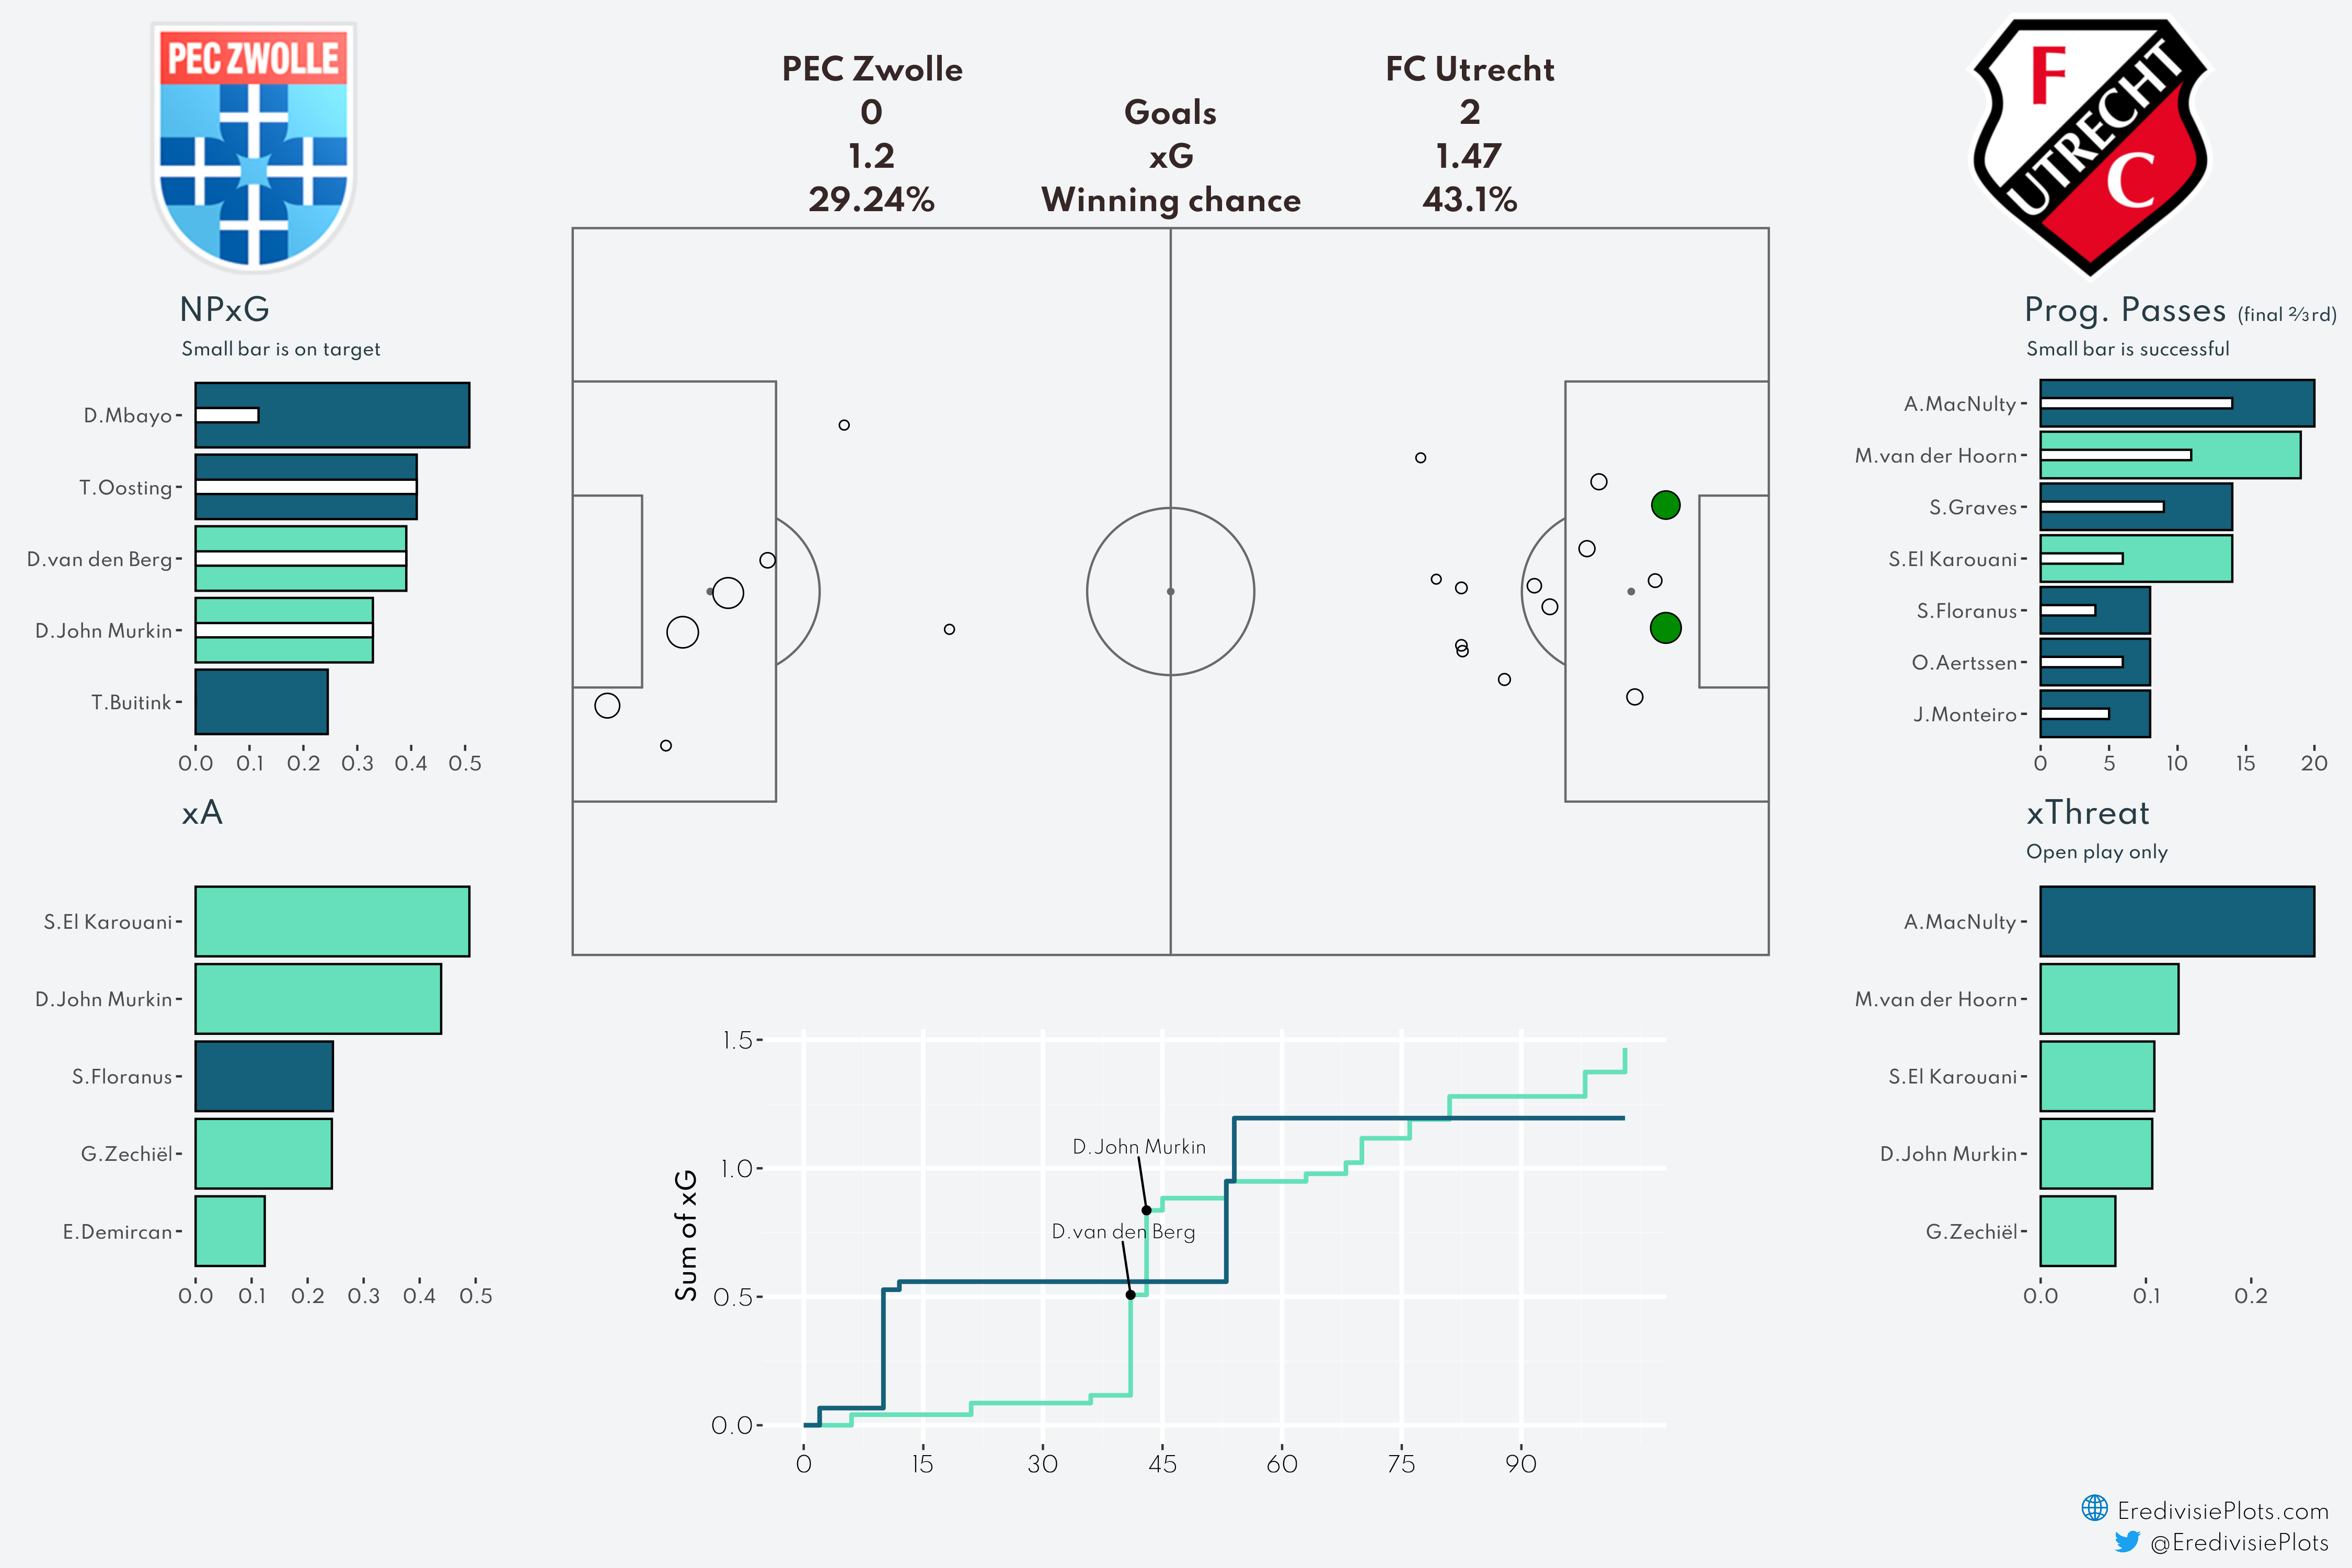 PEC ZWOLLE
F
UTRECHT
C
PEC Zwolle FC Utrecht
0 Goals 2
1.2 xG 1.47
29.24% Winning chance 43.1%
NPxG
Small bar is on target
D.Mbayo
T.Oosting
D.van den Berg
D.John Murkin
T.Buitink
0.0 0.1 0.2 0.3 0.4 0.5
Prog. Passes (final ⅔rd)
Small bar is successful
A.MacNulty
M.van der Hoorn
S.Graves
S.El Karouani
S.Floranus
O.Aertssen
J.Monteiro
0 5 10 15 20
xA
S.El Karouani
D.John Murkin
S.Floranus
G.Zechiël
E.Demircan
0.0 0.1 0.2 0.3 0.4 0.5
Sum of xG
1.5
1.0
0.5
0.0
D.John Murkin
D.van den Berg
0 15 30 45 60 75 90
xThreat
Open play only
A.MacNulty
M.van der Hoorn
S.El Karouani
D.John Murkin
G.Zechiël
0.0 0.1 0.2
EredivisiePlots.com
@EredivisiePlots